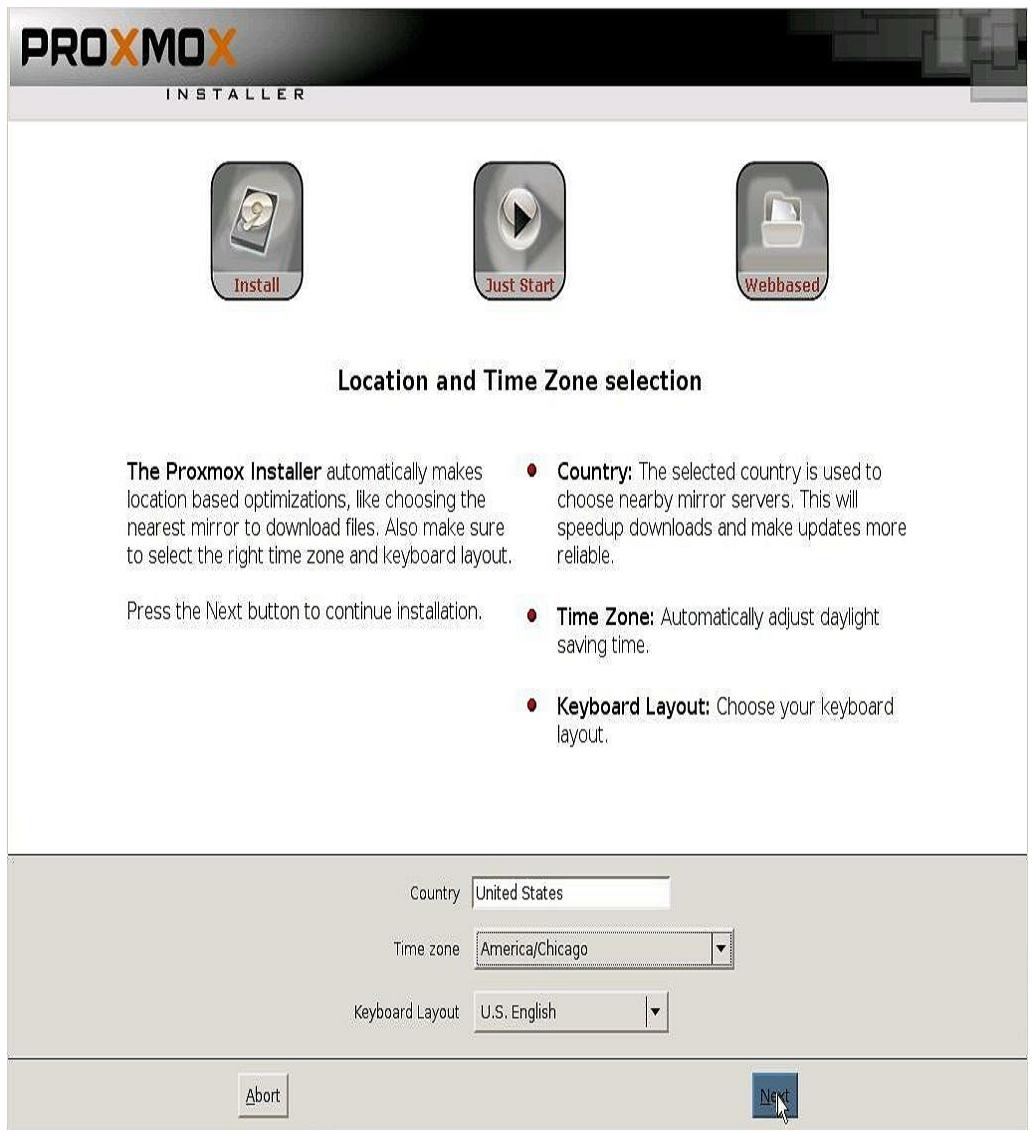 PROXMOX
INSTALLER
Install
Just Start
Webbased
Location and Time Zone selection
The Proxmox Installer automatically makes
location based optimizations, like choosing the
nearest mirror to download files. Also make sure
to select the right time zone and keyboard layout.
Press the Next button to continue installation.
Country: The selected country is used to
choose nearby mirror servers. This will
speedup downloads and make updates more
reliable.
Time Zone: Automatically adjust daylight
saving time.
Keyboard Layout: Choose your keyboard
layout.
Country United States
Time zone America/Chicago
Keyboard Layout U.S. English
Abort
Next